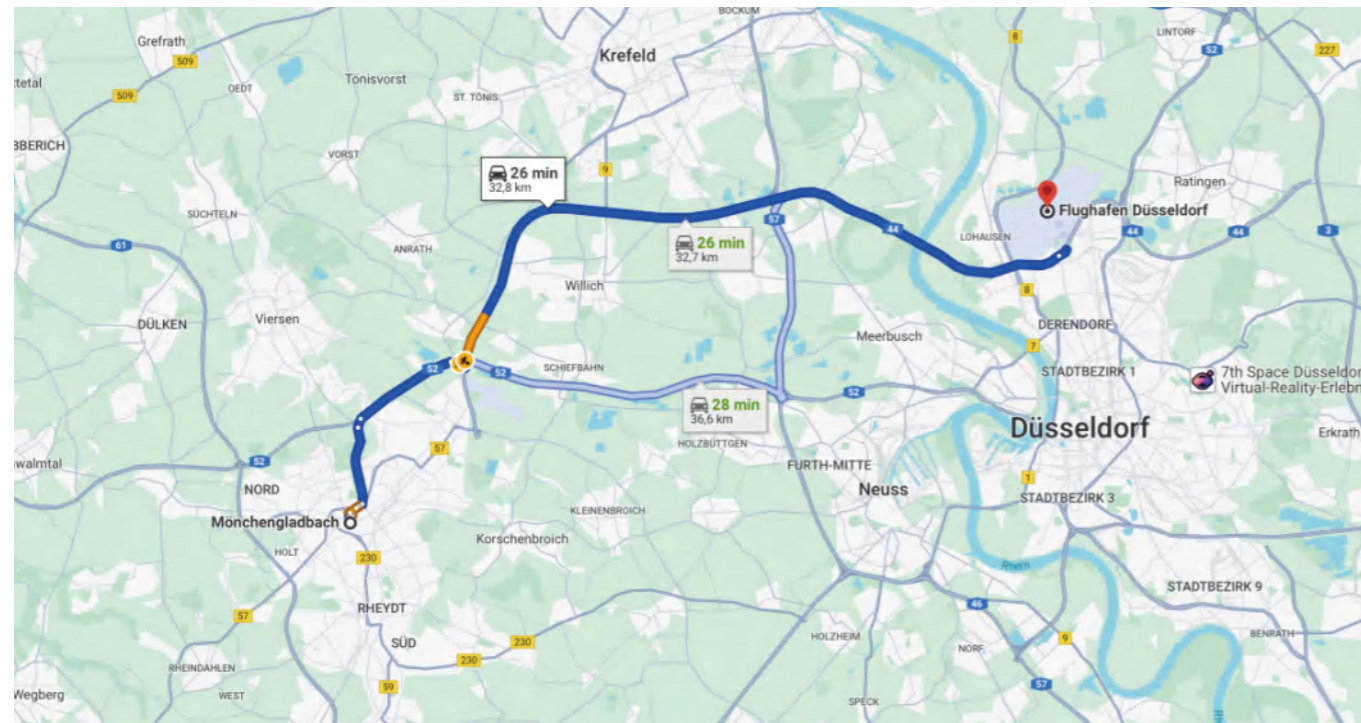 BOCKUM
8
LINTORF
52
227
Grefrath
509
Krefeld
OEDT
Tönisvorst
509
ST. TÖNIS
VORST
26 min
32,8 km
9
Ratingen
SÜCHTELN
57
Flughafen Düsseldorf
61
ANRATH
26 min
32,7 km
44
LOHAUSEN
44
44
3
Willich
8
DÜLKEN
Viersen
Meerbusch
DERENDORF
7
52
52
SCHIEFBAHN
STADTBEZIRK 1
7th Space Düsseldor
Virtual-Reality-Erlebn
28 min
36,6 km
52
Düsseldorf
Erkrath
57
HOLZBÜTTGEN
52
FURTH-MITTE
1
NORD
Neuss
STADTBEZIRK 3
Mönchengladbach
KLEINENBROICH
Korschenbroich
HOLT
230
Rhein
STADTBEZIRK 9
RHEYDT
57
46
SÜD
230
HOLZHEIM
9
BENRATH
230
NORF
RHEINDAHLEN
59
57
Wegberg
WEST
SPECK